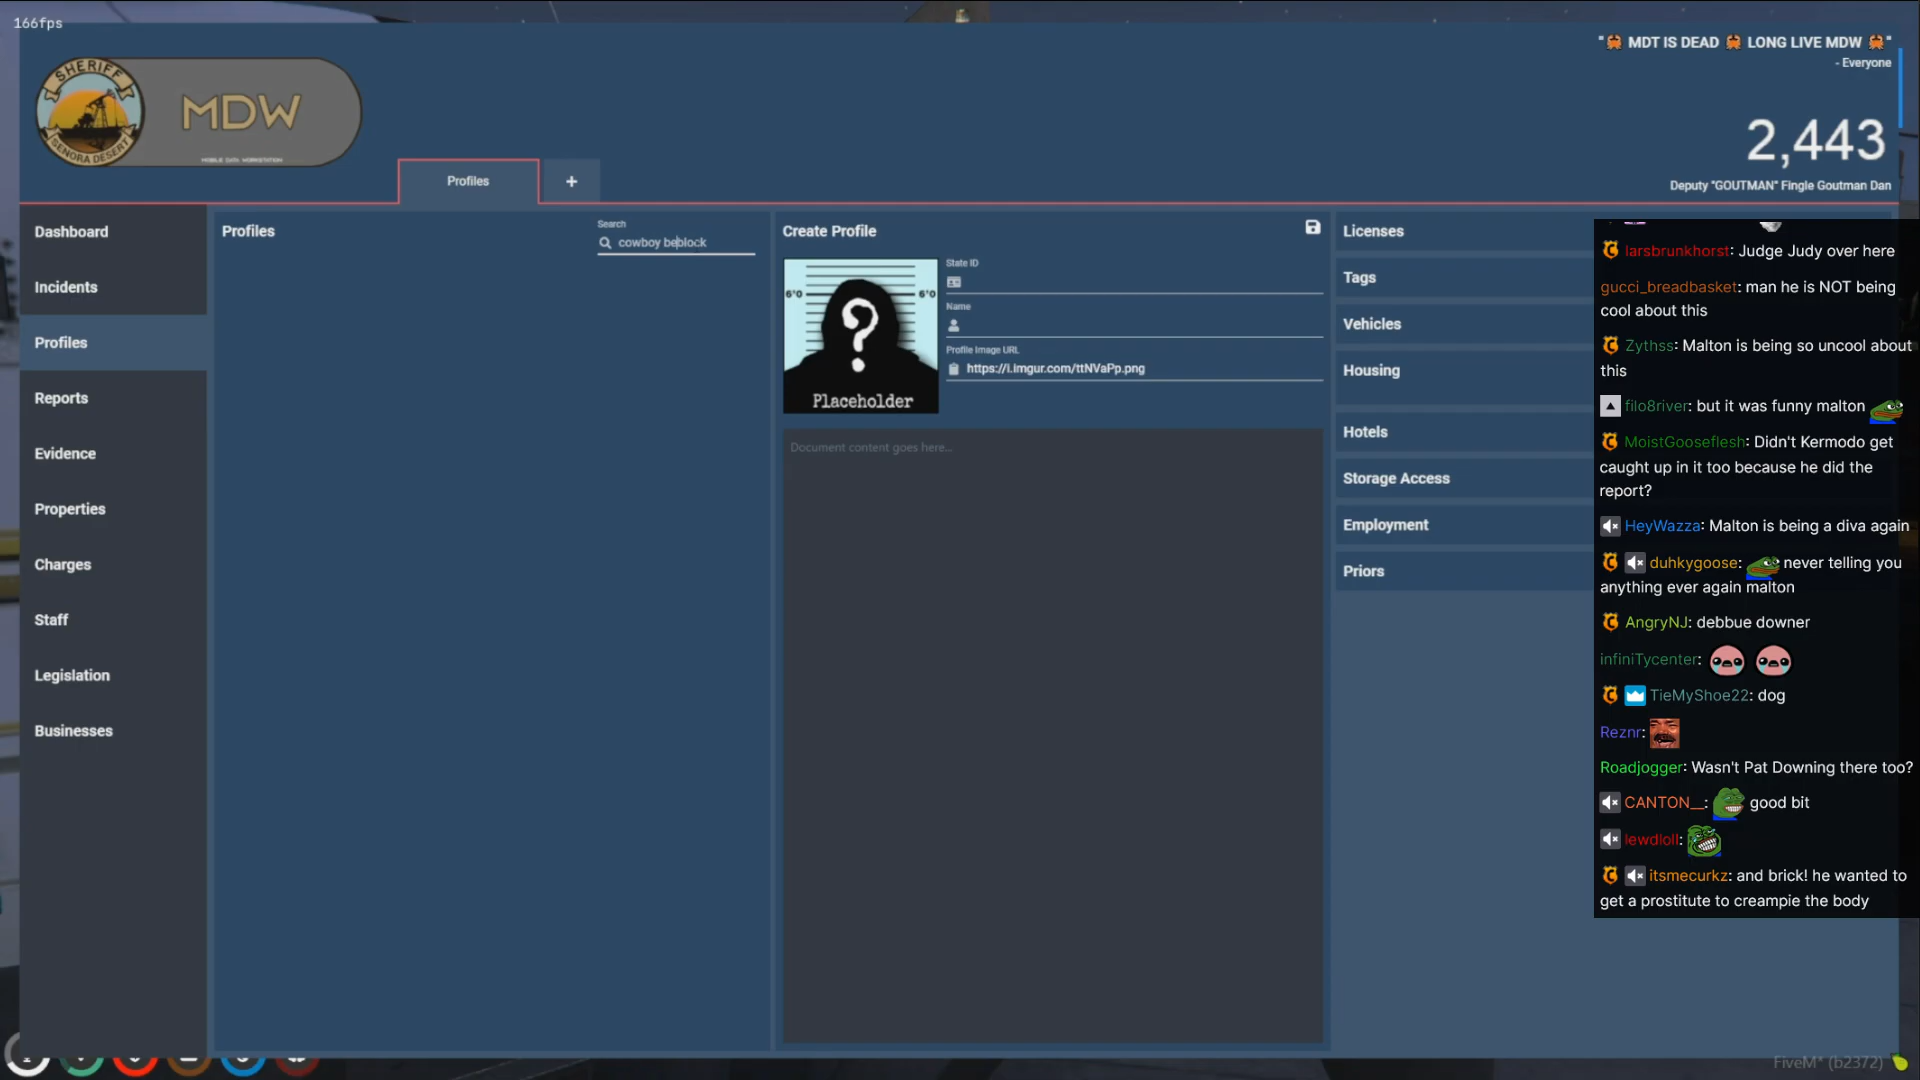 166fps
" MDT IS DEAD LONG LIVE MDW "
- Everyone
SHERIFF
SENORA DESERT
MDW
MOBILE DATA WORKSTATION
2,443
Deputy "GOUTMAN" Fingle Goutman Dan
Profiles
+
Dashboard
Incidents
Profiles
Reports
Evidence
Properties
Charges
Staff
Legislation
Businesses
Profiles
Search
cowboy beblock
Create Profile
6'0 6'0
?
Placeholder
State ID
Name
Profile Image URL
https://i.imgur.com/ttNVaPp.png
Document content goes here...
Licenses
Tags
Vehicles
Housing
Hotels
Storage Access
Employment
Priors
larsbrunkhorst: Judge Judy over here
gucci_breadbasket: man he is NOT being
cool about this
Zythss: Malton is being so uncool about
this
filo8river: but it was funny malton
MoistGooseflesh: Didn't Kermodo get
caught up in it too because he did the
report?
HeyWazza: Malton is being a diva again
duhkygoose: never telling you
anything ever again malton
AngryNJ: debbue downer
infiniTycenter:
TieMyShoe22: dog
Reznr:
Roadjogger: Wasn't Pat Downing there too?
CANTON__: good bit
lewdloll:
itsmecurkz: and brick! he wanted to
get a prostitute to creampie the body
FiveM* (b2372)